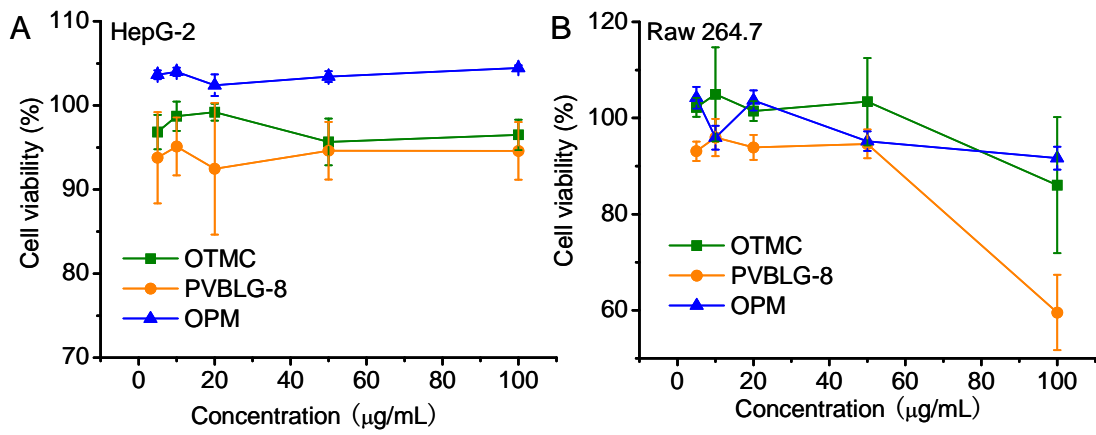 A
HepG-2
110
100
90
80
70
Cell viability (%)
OTMC
PVBLG-8
OPM
0
20
40
60
80
100
Concentration (μg/mL)
B
Raw 264.7
120
100
80
60
Cell viability (%)
OTMC
PVBLG-8
OPM
0
20
40
60
80
100
Concentration (μg/mL)